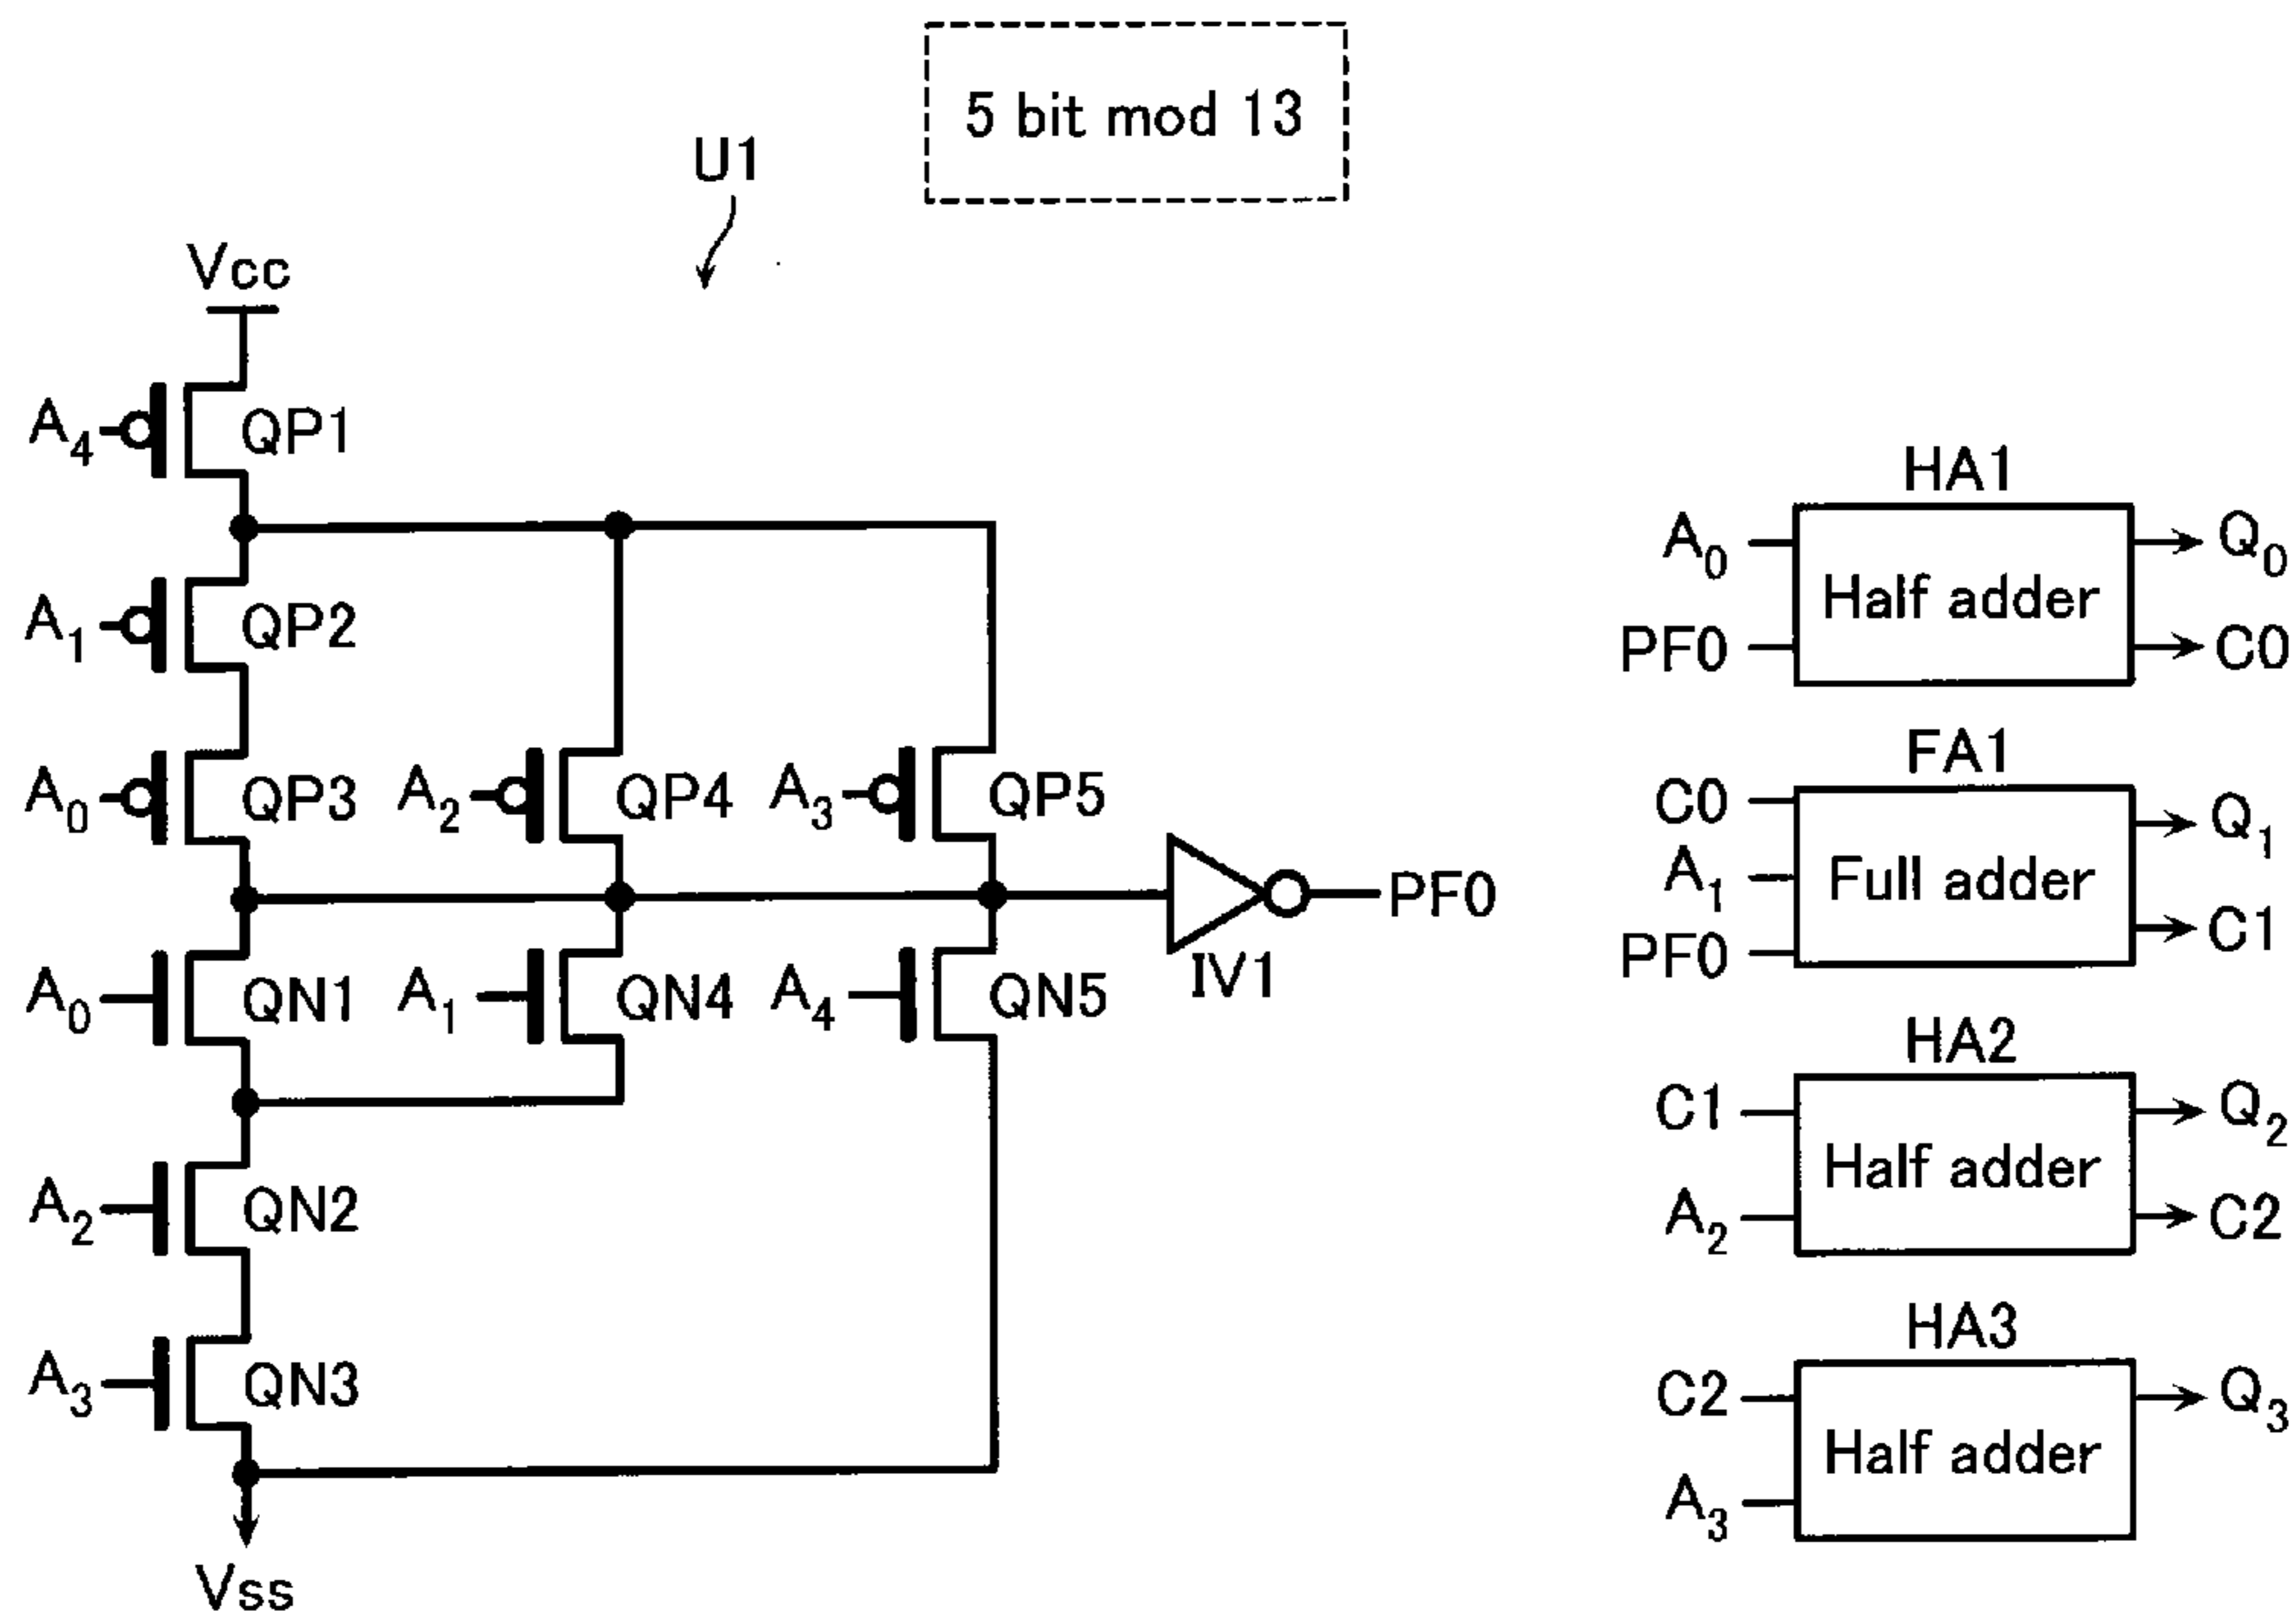 5 bit mod 13
U1
Vcc
A4 QP1
A1 QP2
A0 QP3 A2 QP4 A3 QP5
PF0
IV1
A0 QN1 A1 QN4 A4 QN5
A2 QN2
A3 QN3
Vss
HA1
A0 Half adder Q0
PF0 C0
FA1
C0 Q1
A1 Full adder
PF0 C1
HA2
C1 Half adder Q2
A2 C2
HA3
C2 Half adder Q3
A3